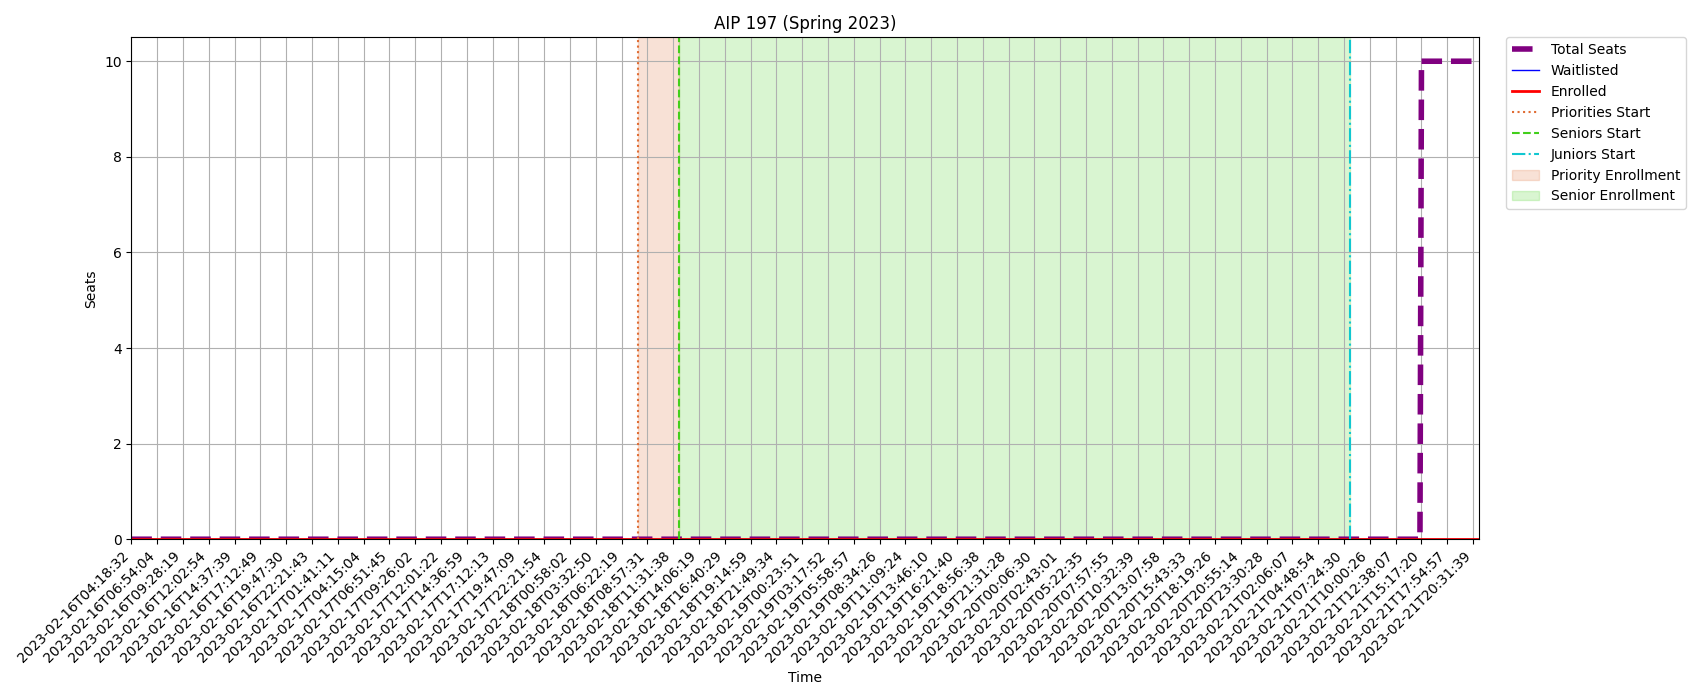 AIP 197 (Spring 2023)
Total Seats
Waitlisted
Enrolled
Priorities Start
Seniors Start
Juniors Start
Priority Enrollment
Senior Enrollment
10
8
6
4
2
0
Seats
2023-02-16T04:18:32
2023-02-16T06:54:04
2023-02-16T09:28:19
2023-02-16T12:02:54
2023-02-16T14:37:39
2023-02-16T17:12:49
2023-02-16T19:47:30
2023-02-16T22:21:43
2023-02-17T01:41:11
2023-02-17T04:15:04
2023-02-17T06:51:45
2023-02-17T09:26:02
2023-02-17T12:01:22
2023-02-17T14:36:59
2023-02-17T17:12:13
2023-02-17T19:47:09
2023-02-17T22:21:54
2023-02-18T00:58:02
2023-02-18T03:32:50
2023-02-18T06:22:19
2023-02-18T08:57:31
2023-02-18T11:31:38
2023-02-18T14:06:19
2023-02-18T16:40:29
2023-02-18T19:14:59
2023-02-18T21:49:34
2023-02-19T00:23:51
2023-02-19T03:17:52
2023-02-19T05:58:57
2023-02-19T08:34:26
2023-02-19T11:09:24
2023-02-19T13:46:10
2023-02-19T16:21:40
2023-02-19T18:56:38
2023-02-19T21:31:28
2023-02-20T00:06:30
2023-02-20T02:43:01
2023-02-20T05:22:35
2023-02-20T07:57:55
2023-02-20T10:32:39
2023-02-20T13:07:58
2023-02-20T15:43:33
2023-02-20T18:19:26
2023-02-20T20:55:14
2023-02-20T23:30:28
2023-02-21T02:06:07
2023-02-21T04:48:54
2023-02-21T07:24:30
2023-02-21T10:00:26
2023-02-21T12:38:07
2023-02-21T15:17:20
2023-02-21T17:54:57
2023-02-21T20:31:39
Time